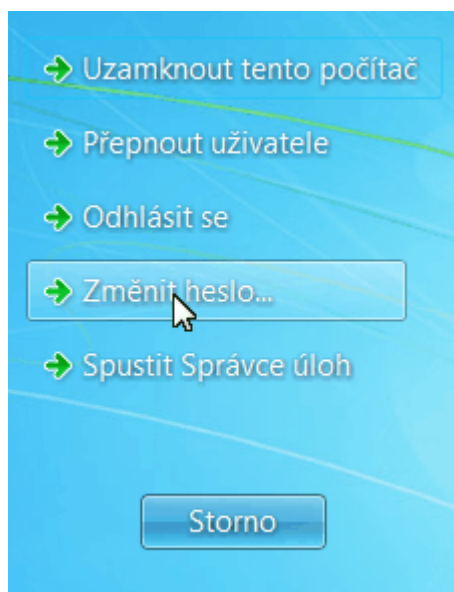 Uzamknout tento počítač
Přepnout uživatele
Odhlásit se
Změnit heslo...
Spustit Správce úloh
Storno